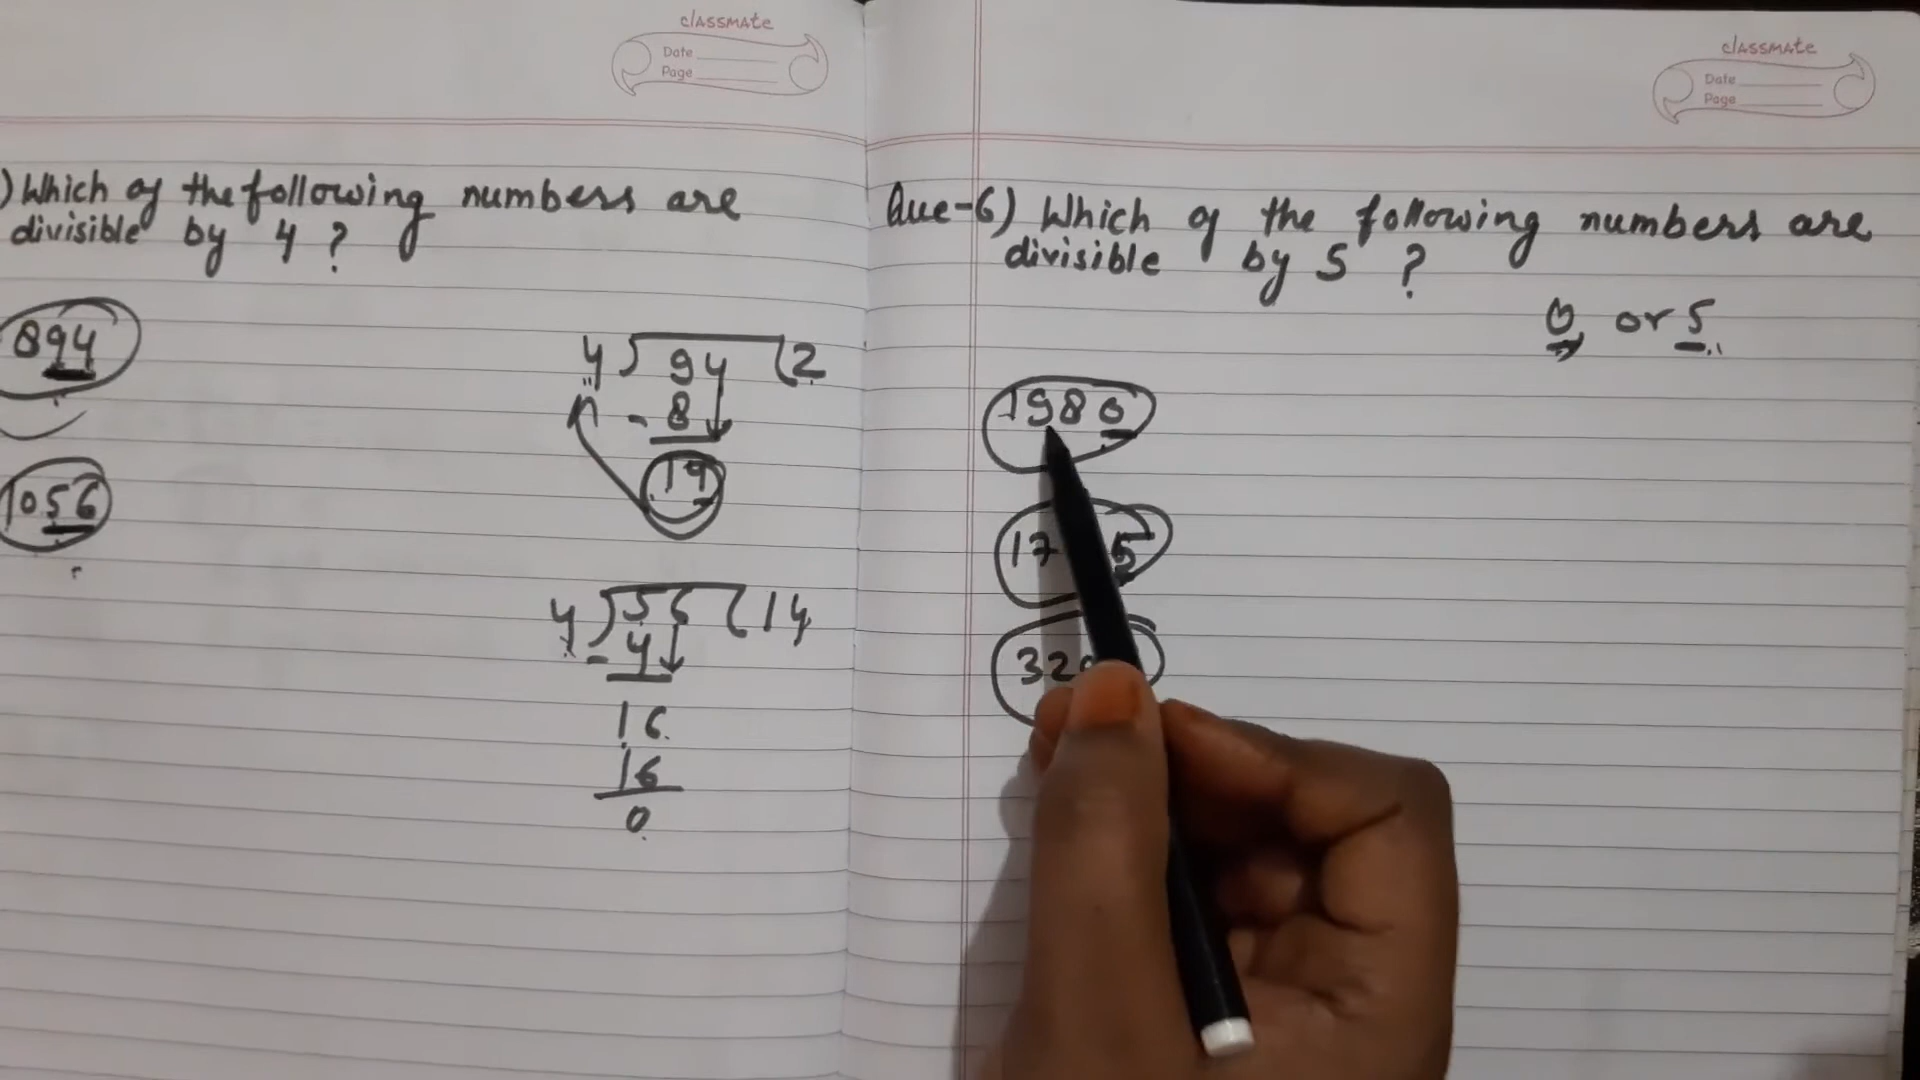 classmate
Date
Page
) Which of the following numbers are
divisible by 4 ?
894
1056
4 ) 94 ( 2
- 8
14
4 ) 56 ( 14
- 4
16
16
0
classmate
Date
Page
Que-6) Which of the following numbers are
divisible by 5 ?
0, or 5
1980